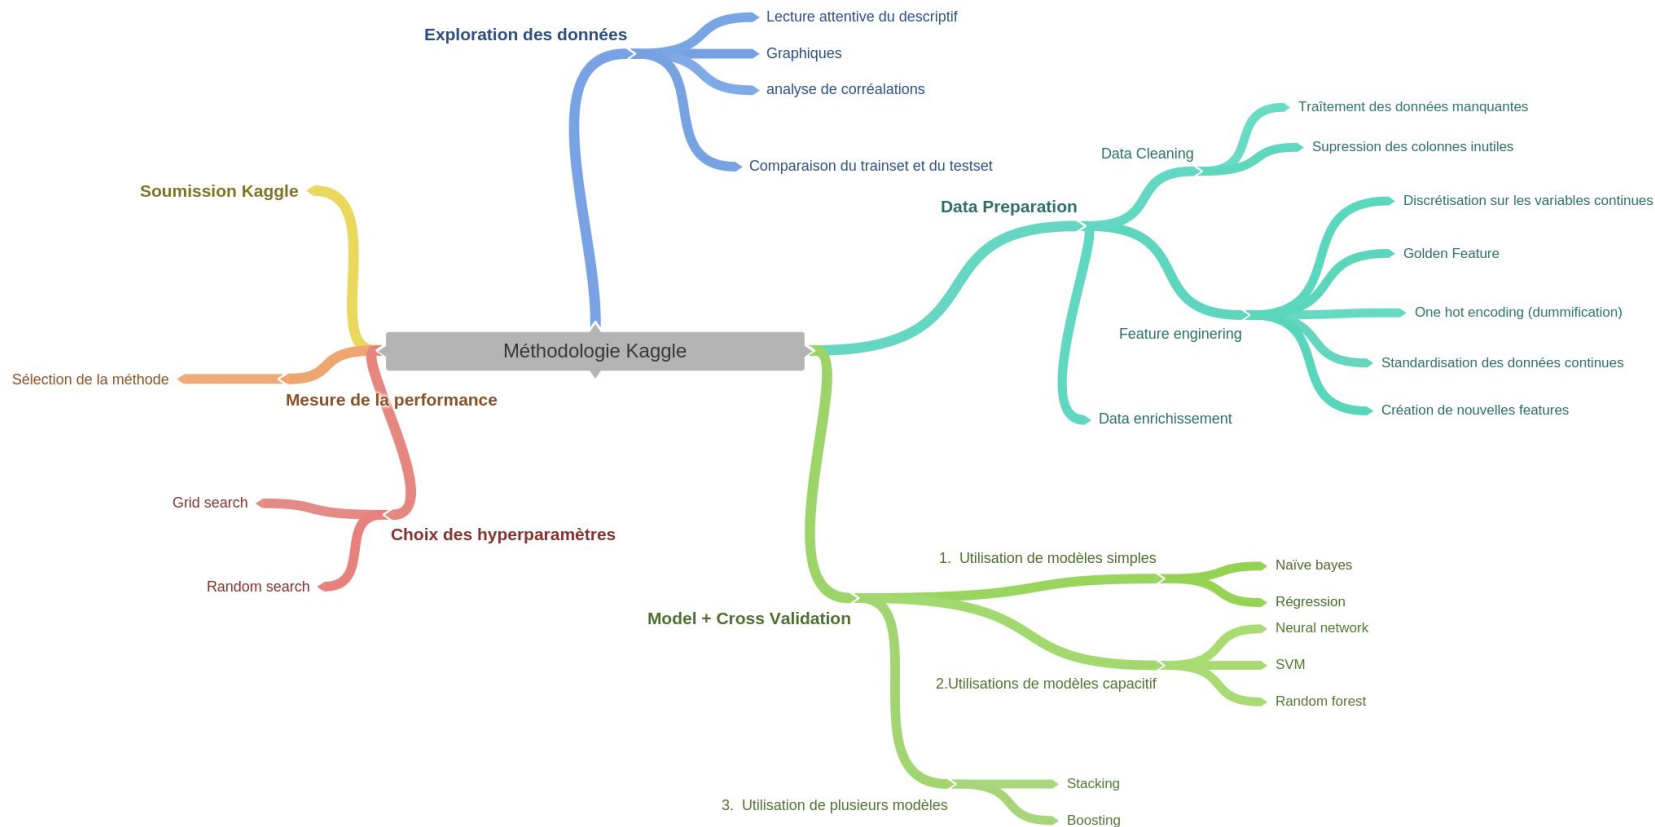 Exploration des données
Lecture attentive du descriptif
Graphiques
analyse de corréalations
Comparaison du trainset et du testset
Data Preparation
Data Cleaning
Traîtement des données manquantes
Supression des colonnes inutiles
Feature enginering
Discrétisation sur les variables continues
Golden Feature
One hot encoding (dummification)
Standardisation des données continues
Création de nouvelles features
Data enrichissement
Soumission Kaggle
Méthodologie Kaggle
Sélection de la méthode
Mesure de la performance
Grid search
Choix des hyperparamètres
Random search
Model + Cross Validation
1. Utilisation de modèles simples
Naïve bayes
Régression
2.Utilisations de modèles capacitif
Neural network
SVM
Random forest
3. Utilisation de plusieurs modèles
Stacking
Boosting